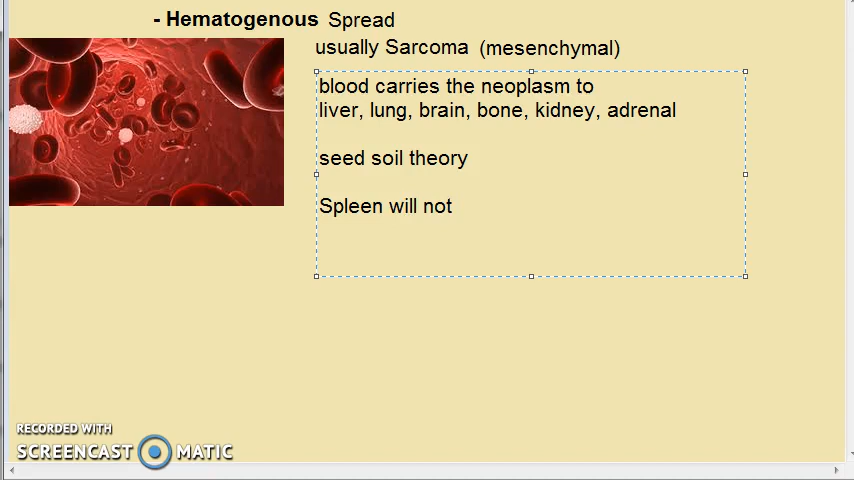 - Hematogenous Spread
usually Sarcoma (mesenchymal)
blood carries the neoplasm to
liver, lung, brain, bone, kidney, adrenal
seed soil theory
Spleen will not
RECORDED WITH
SCREENCAST MATIC